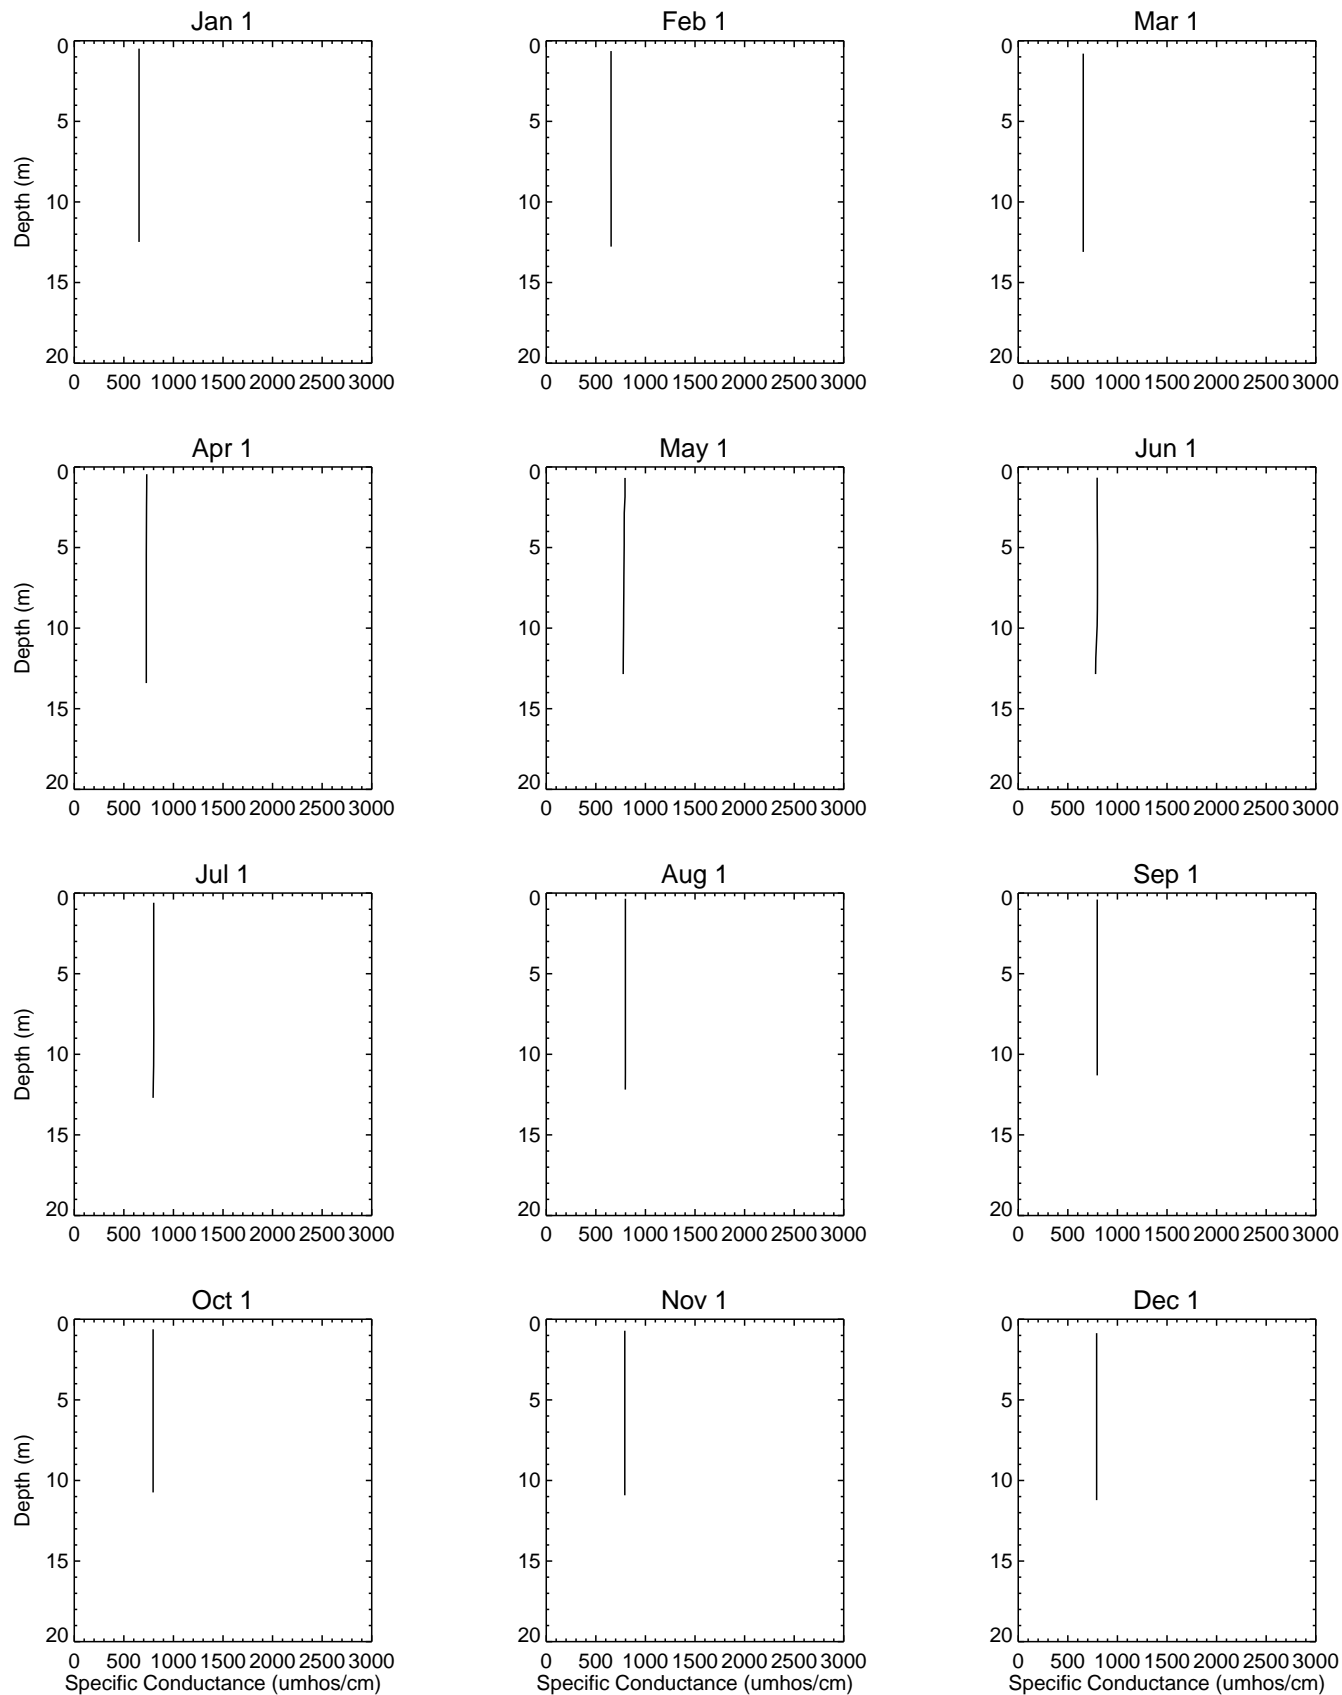 Jan 1 Feb 1 Mar 1
0 0 0
5 5 5
Depth (m)
10 10 10
15 15 15
20 20 20
0 500 1000 1500 2000 2500 3000 0 500 1000 1500 2000 2500 3000 0 500 1000 1500 2000 2500 3000
Apr 1 May 1 Jun 1
0 0 0
5 5 5
Depth (m)
10 10 10
15 15 15
20 20 20
0 500 1000 1500 2000 2500 3000 0 500 1000 1500 2000 2500 3000 0 500 1000 1500 2000 2500 3000
Jul 1 Aug 1 Sep 1
0 0 0
5 5 5
Depth (m)
10 10 10
15 15 15
20 20 20
0 500 1000 1500 2000 2500 3000 0 500 1000 1500 2000 2500 3000 0 500 1000 1500 2000 2500 3000
Oct 1 Nov 1 Dec 1
0 0 0
5 5 5
Depth (m)
10 10 10
15 15 15
20 20 20
0 500 1000 1500 2000 2500 3000 0 500 1000 1500 2000 2500 3000 0 500 1000 1500 2000 2500 3000
Specific Conductance (umhos/cm) Specific Conductance (umhos/cm) Specific Conductance (umhos/cm)